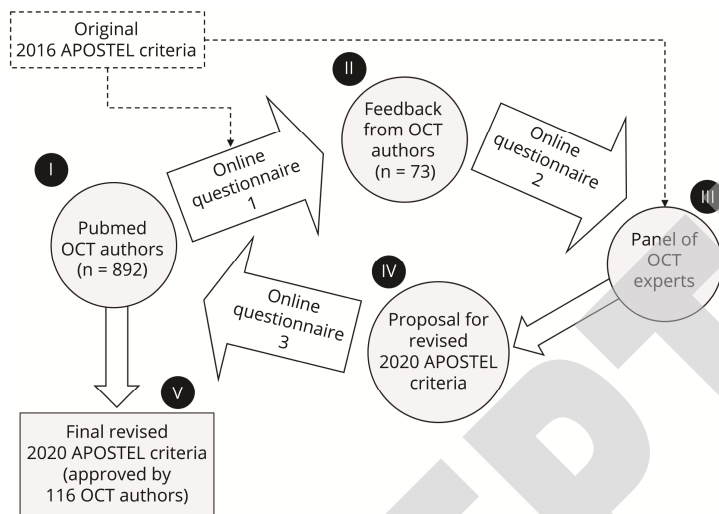 Original
2016 APOSTEL criteria
II
Feedback
from OCT
authors
(n = 73)
Online
questionnaire
1
Online
questionnaire
2
I
Pubmed
OCT authors
(n = 892)
III
Panel of
OCT
experts
IV
Proposal for
revised
2020 APOSTEL
criteria
Online
questionnaire
3
V
Final revised
2020 APOSTEL criteria
(approved by
116 OCT authors)